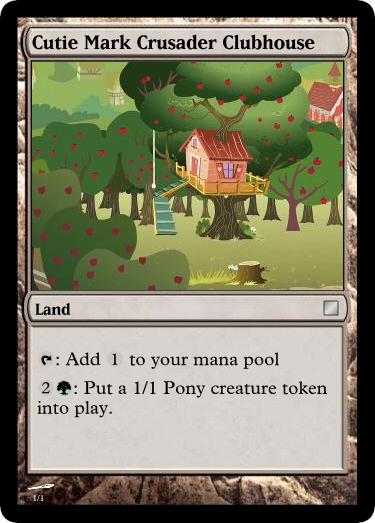 Cutie Mark Crusader Clubhouse
Land
: Add 1 to your mana pool
2 : Put a 1/1 Pony creature token
into play.
1/1